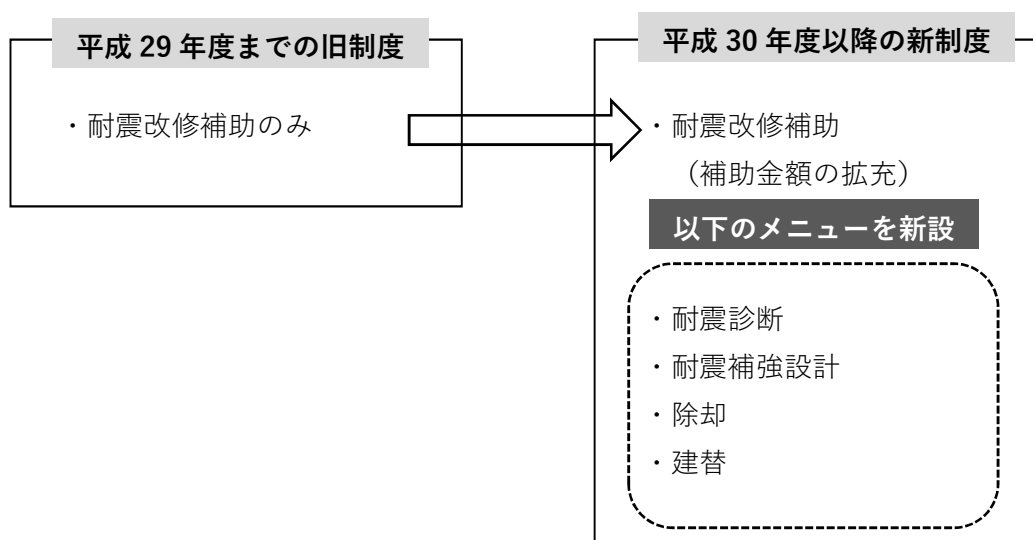 平成 29 年度までの旧制度
・耐震改修補助のみ
平成 30 年度以降の新制度
・耐震改修補助
（補助金額の拡充）
以下のメニューを新設
・耐震診断
・耐震補強設計
・除却
・建替